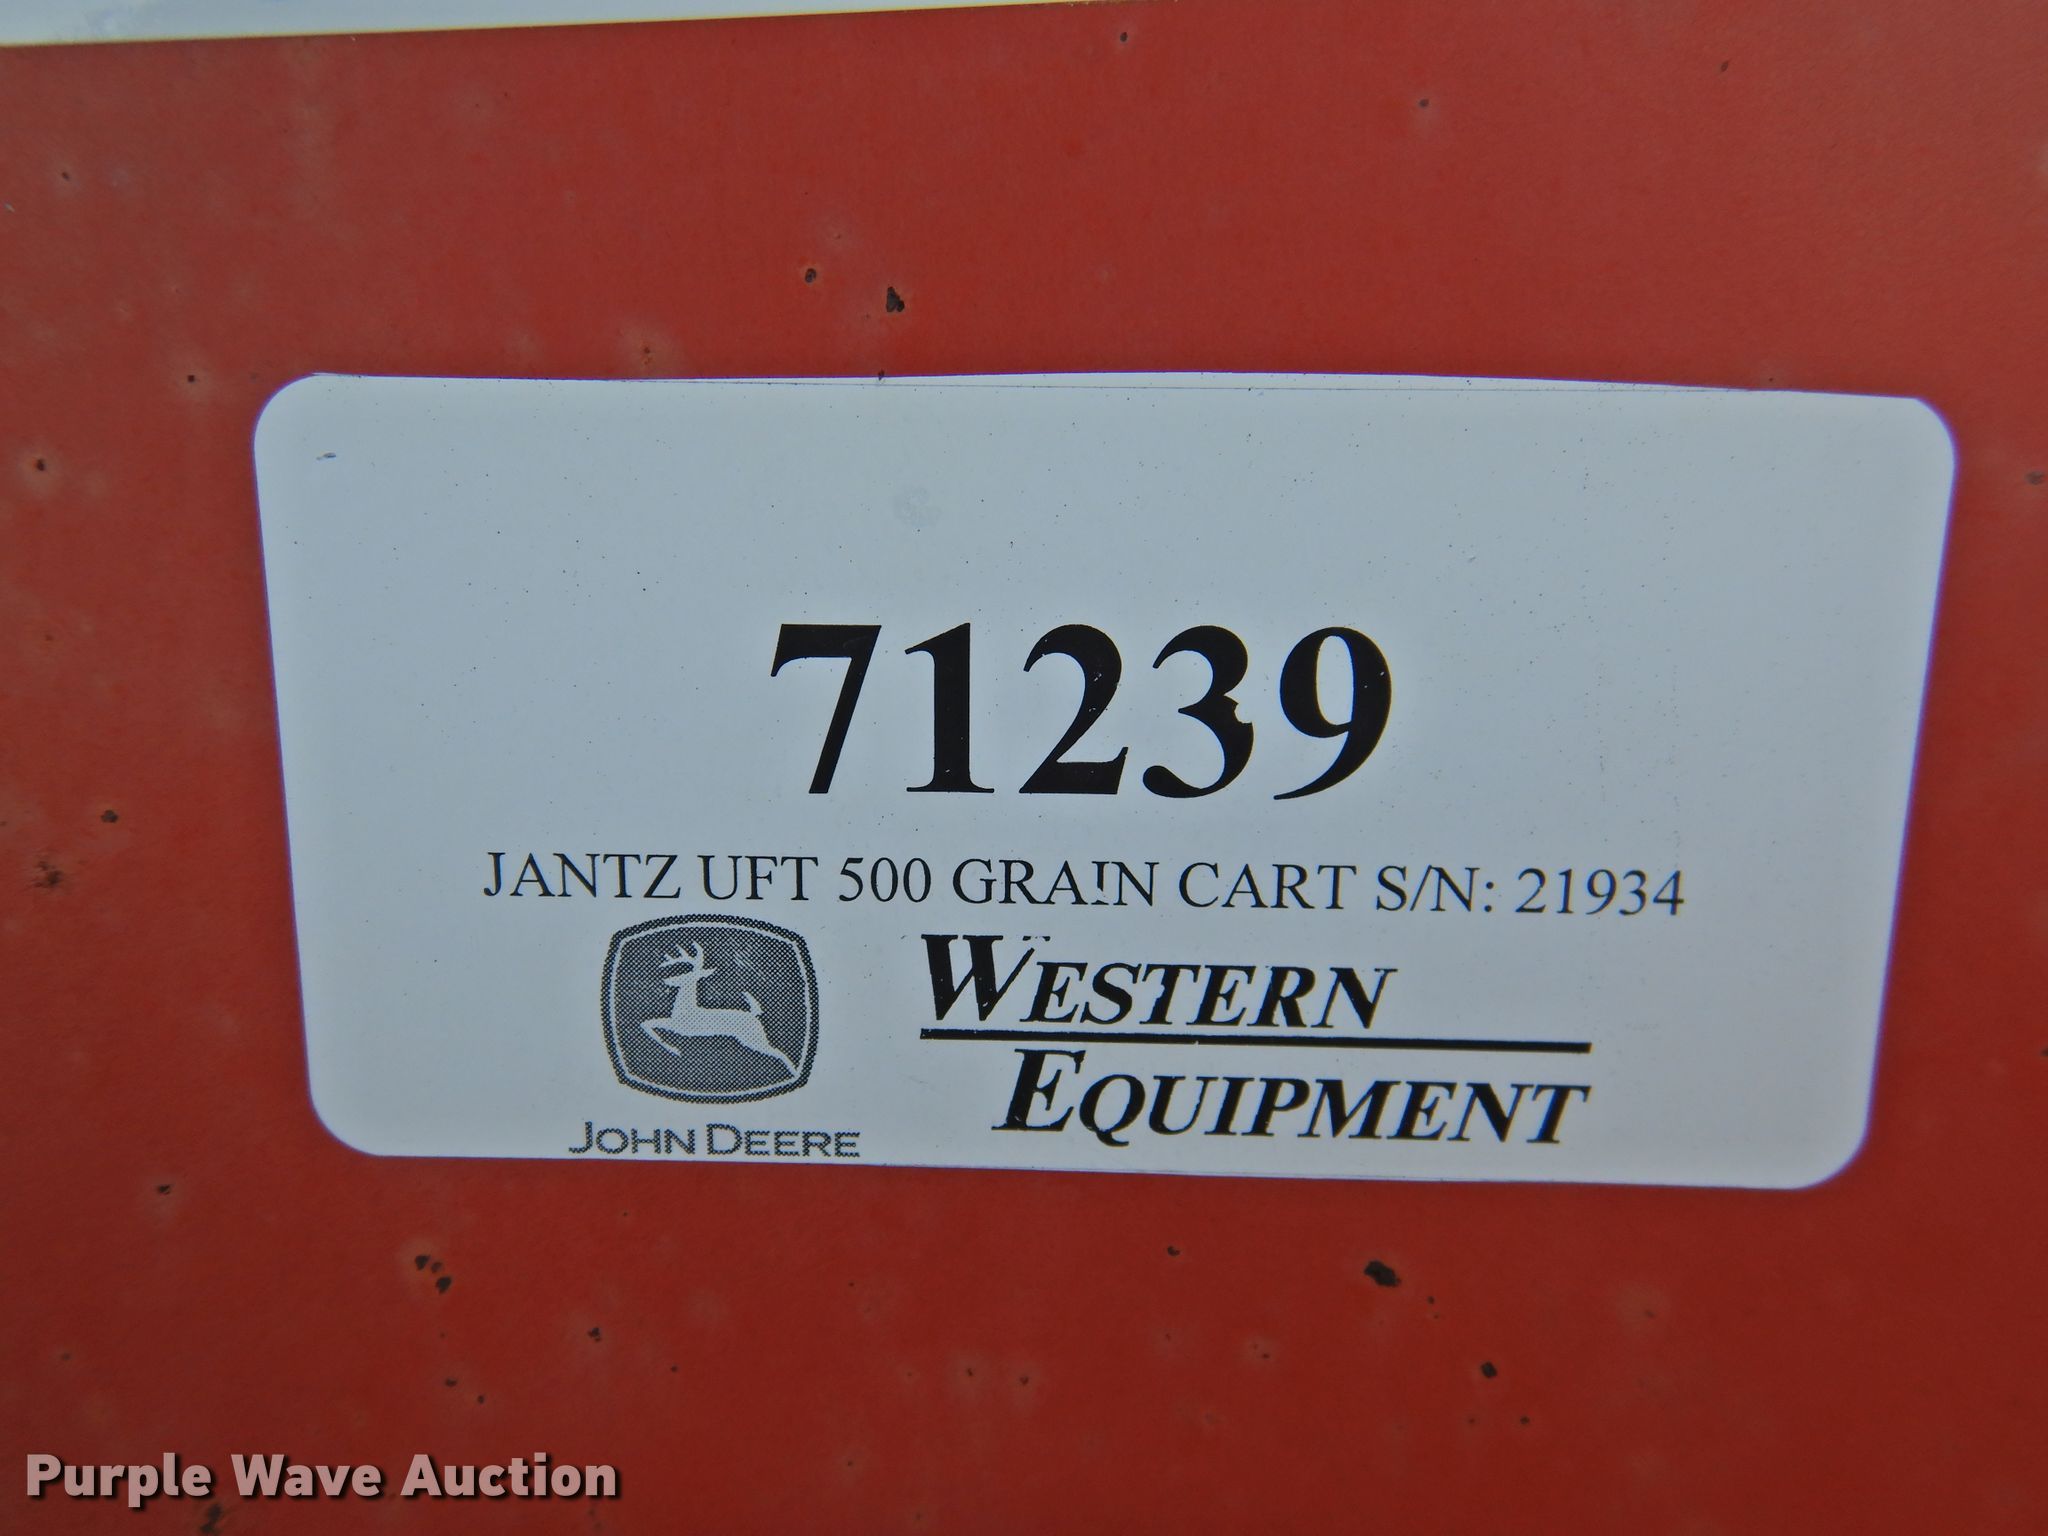 71239
JANTZ UFT 500 GRAIN CART S/N: 21934
WESTERN
EQUIPMENT
JOHN DEERE
Purple Wave Auction